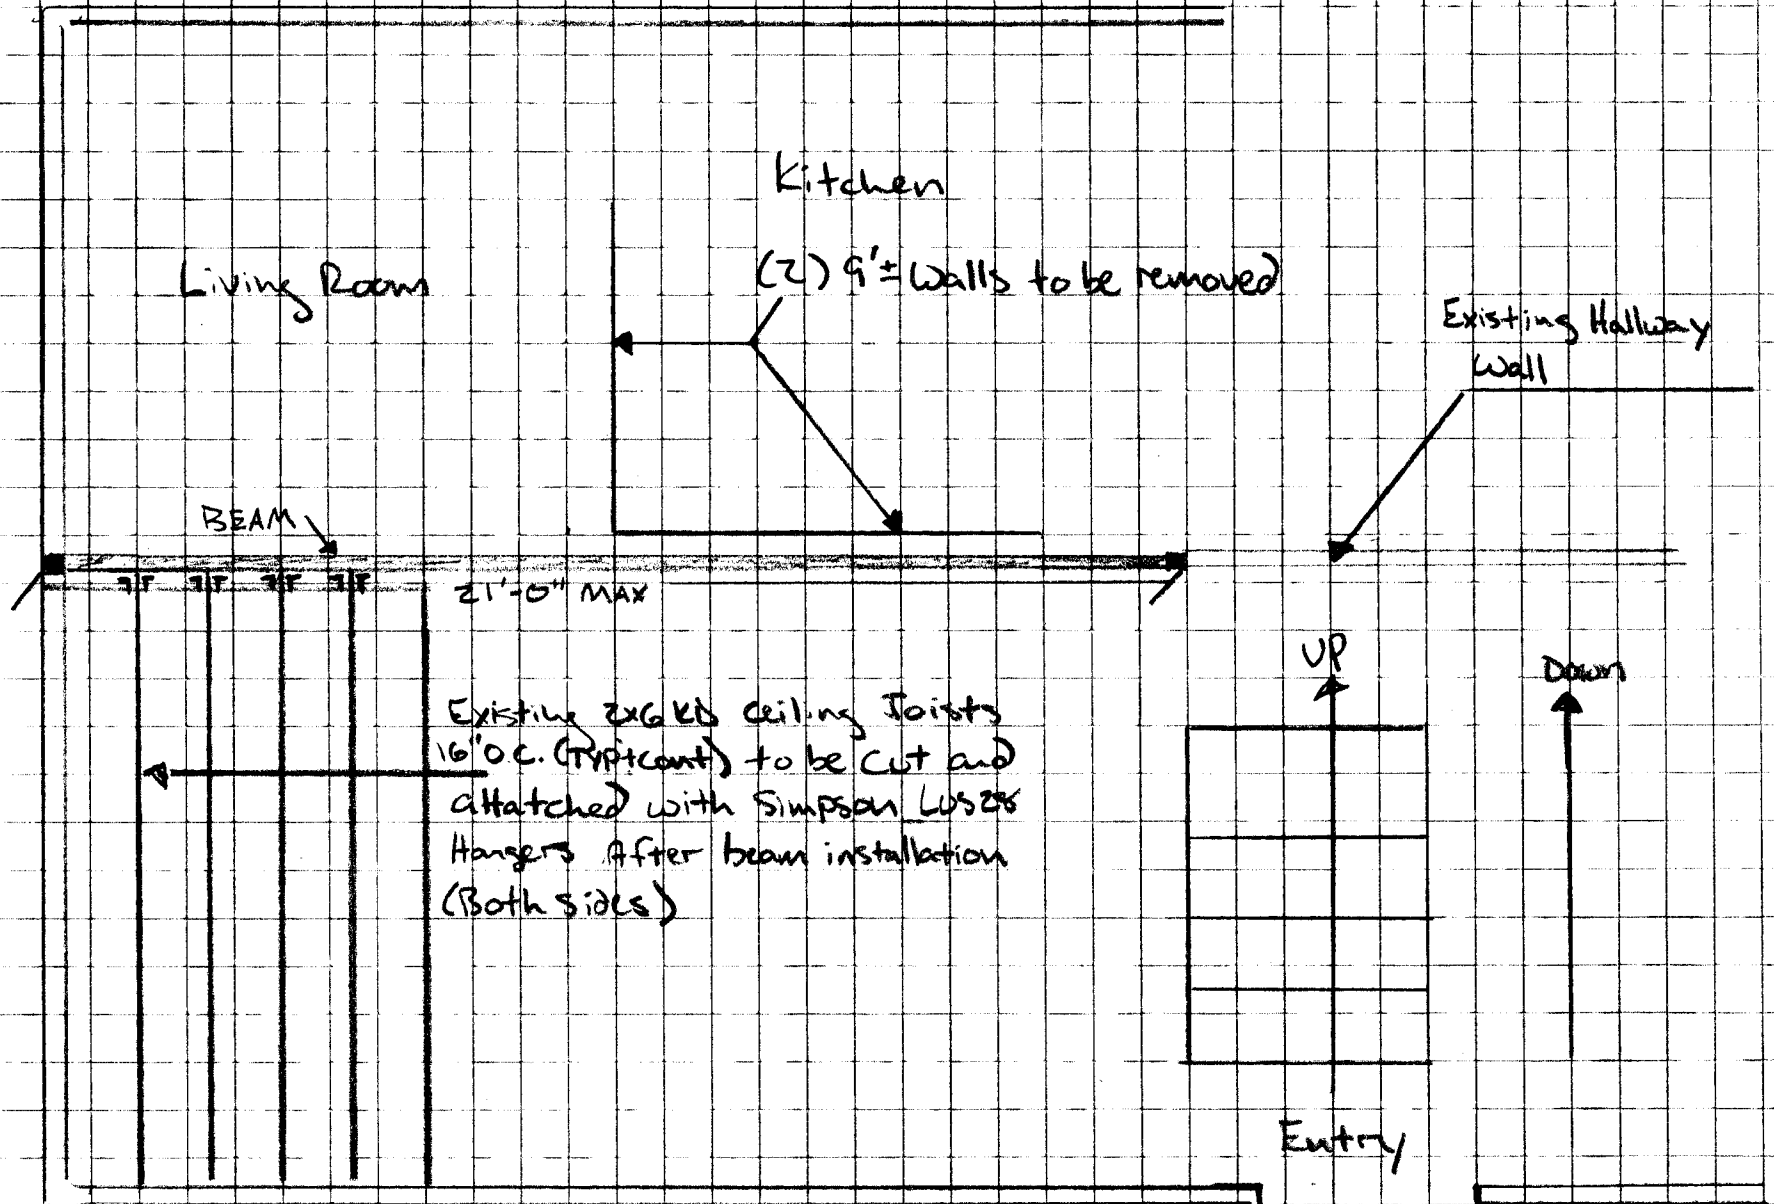 Kitchen
(2) 9'± Walls to be removed
Living Room
Existing Hallway
Wall
BEAM
21'-0" MAX
UP
Down
Existing 2x6 KD Ceiling Joists
16" O.C. (Typ+cont) to be cut and
attatched with Simpson LUS28
Hangers After beam installation
(Both Sides)
Entry